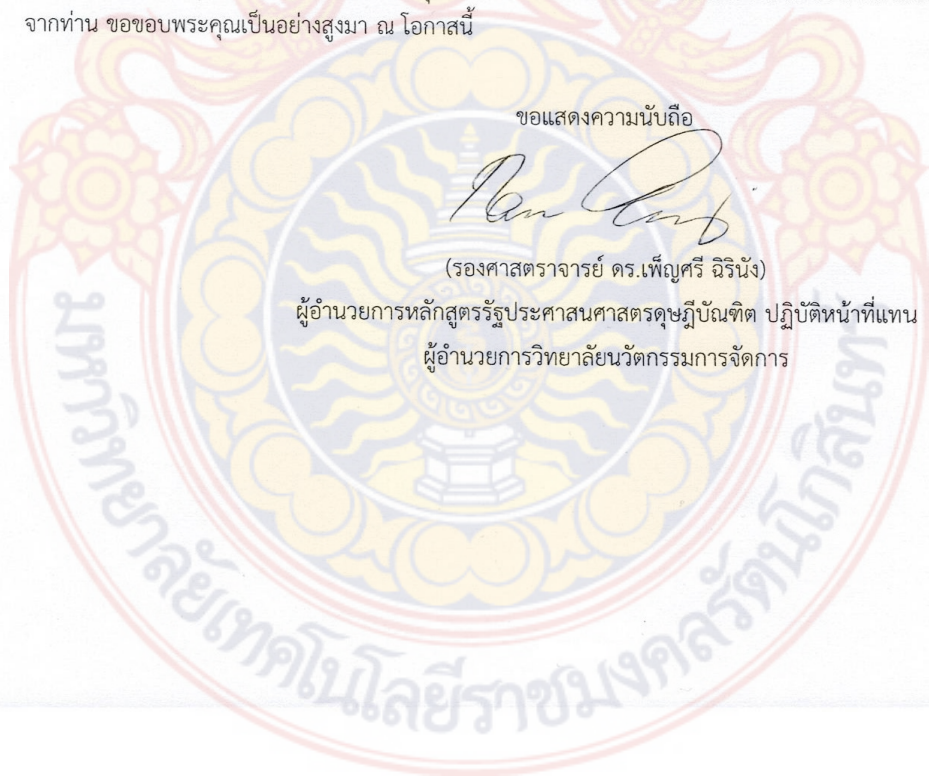 จากท่าน ขอขอบพระคุณเป็นอย่างสูงมา ณ โอกาสนี้
ขอแสดงความนับถือ
(รองศาสตราจารย์ ดร.เพ็ญศรี ฉิรินัง)
ผู้อำนวยการหลักสูตรรัฐประศาสนศาสตรดุษฎีบัณฑิต ปฏิบัติหน้าที่แทน
ผู้อำนวยการวิทยาลัยนวัตกรรมการจัดการ
มหาวิทยาลัยเทคโนโลยีราชมงคลรัตนโกสินทร์